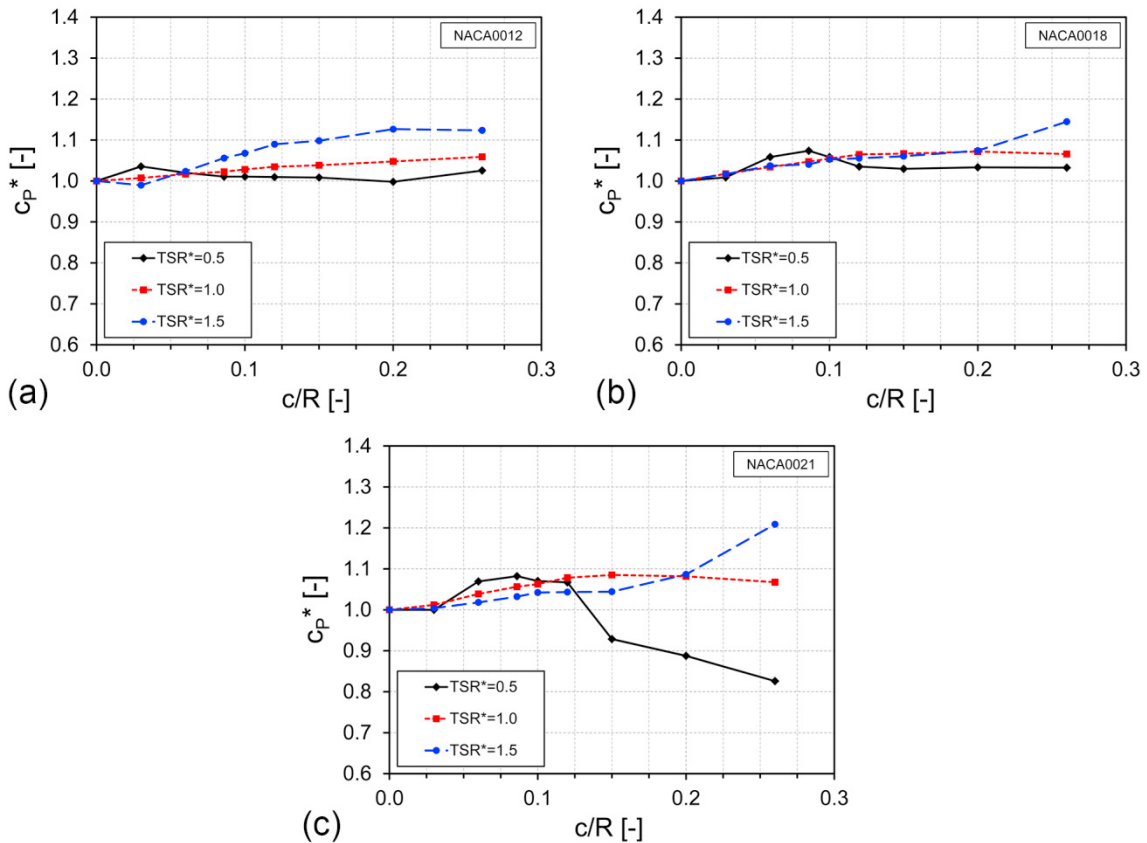 NACA0012
1.4
1.3
1.2
1.1
1.0
0.9
0.8
0.7
0.6
cP* [-]
TSR*=0.5
TSR*=1.0
TSR*=1.5
0.0 0.1 0.2 0.3
(a) c/R [-]
NACA0018
1.4
1.3
1.2
1.1
1.0
0.9
0.8
0.7
0.6
cP* [-]
TSR*=0.5
TSR*=1.0
TSR*=1.5
0.0 0.1 0.2 0.3
(b) c/R [-]
NACA0021
1.4
1.3
1.2
1.1
1.0
0.9
0.8
0.7
0.6
cP* [-]
TSR*=0.5
TSR*=1.0
TSR*=1.5
0.0 0.1 0.2 0.3
(c) c/R [-]